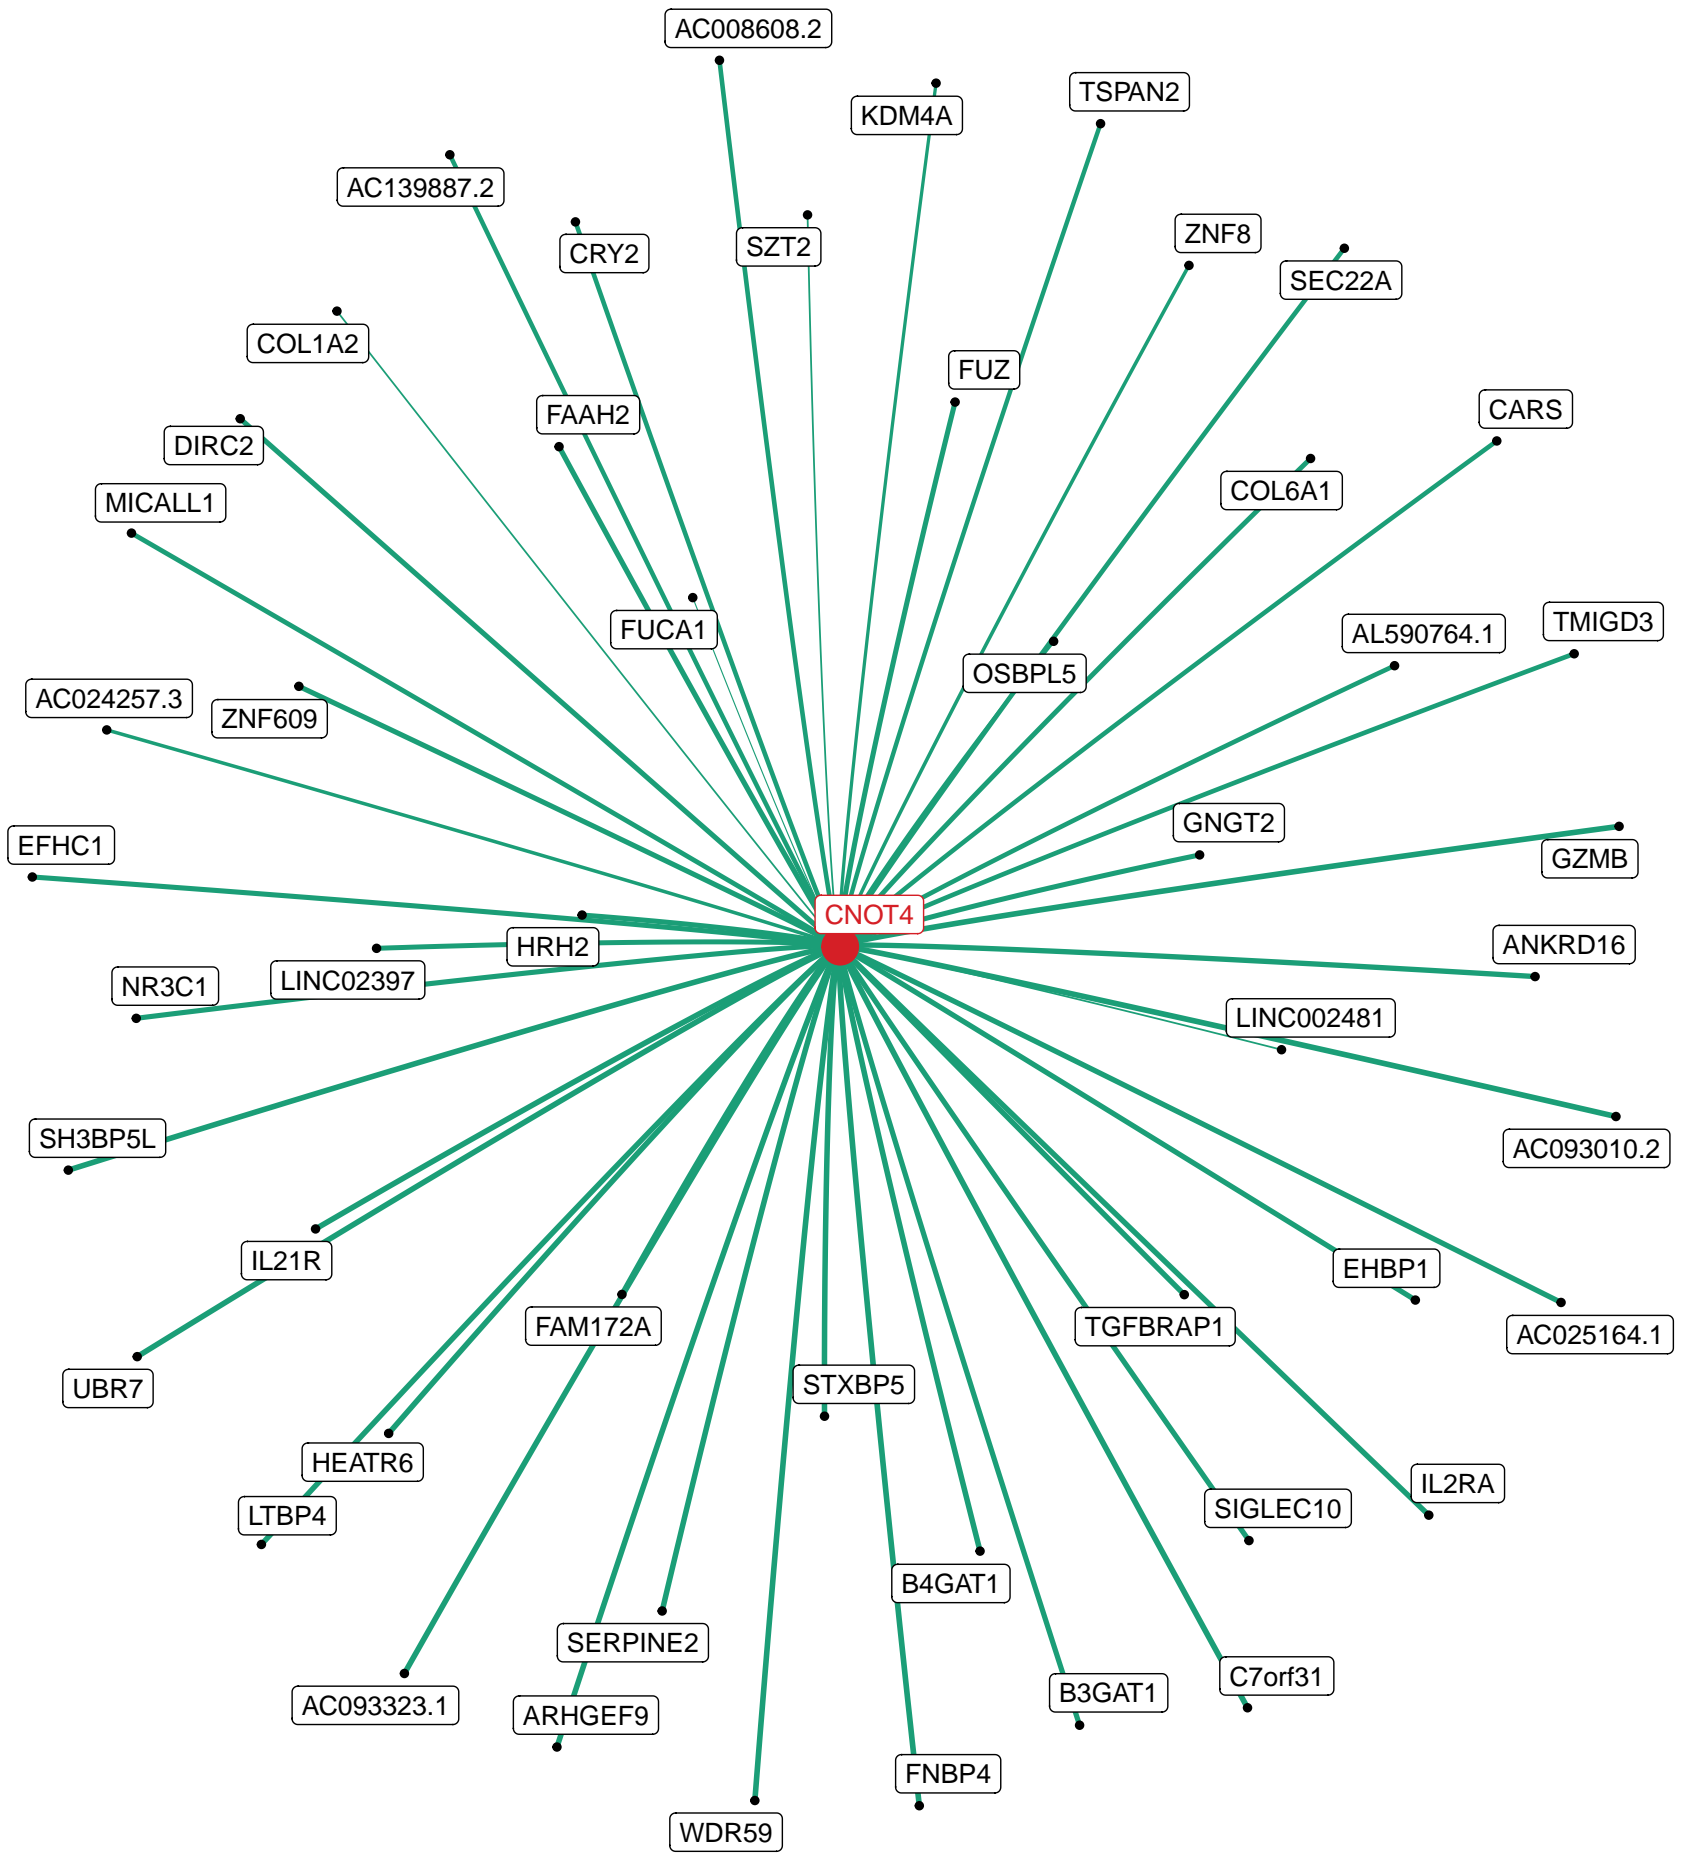 AC008608.2
TSPAN2
KDM4A
AC139887.2
ZNF8
SZT2
CRY2
SEC22A
COL1A2
FUZ
CARS
FAAH2
DIRC2
COL6A1
MICALL1
TMIGD3
FUCA1
AL590764.1
OSBPL5
AC024257.3
ZNF609
GNGT2
EFHC1
GZMB
CNOT4
ANKRD16
HRH2
LINC02397
NR3C1
LINC002481
SH3BP5L
AC093010.2
IL21R
EHBP1
FAM172A
TGFBRAP1
AC025164.1
STXBP5
UBR7
HEATR6
IL2RA
SIGLEC10
LTBP4
B4GAT1
SERPINE2
C7orf31
B3GAT1
AC093323.1
ARHGEF9
FNBP4
WDR59